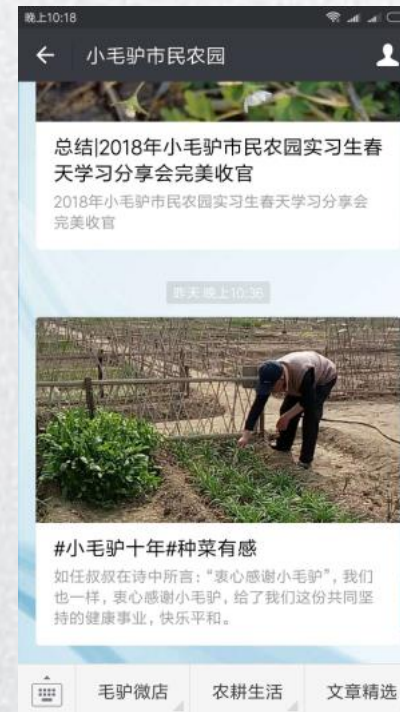 晚上10:18
小毛驴市民农园
总结|2018年小毛驴市民农园实习生春
天学习分享会完美收官
2018年小毛驴市民农园实习生春天学习分享会
完美收官
昨天 晚上10:36
#小毛驴十年#种菜有感
如任叔叔在诗中所言：“衷心感谢小毛驴”，我们
也一样，衷心感谢小毛驴，给了我们这份共同坚
持的健康事业，快乐平和。
毛驴微店
农耕生活
文章精选